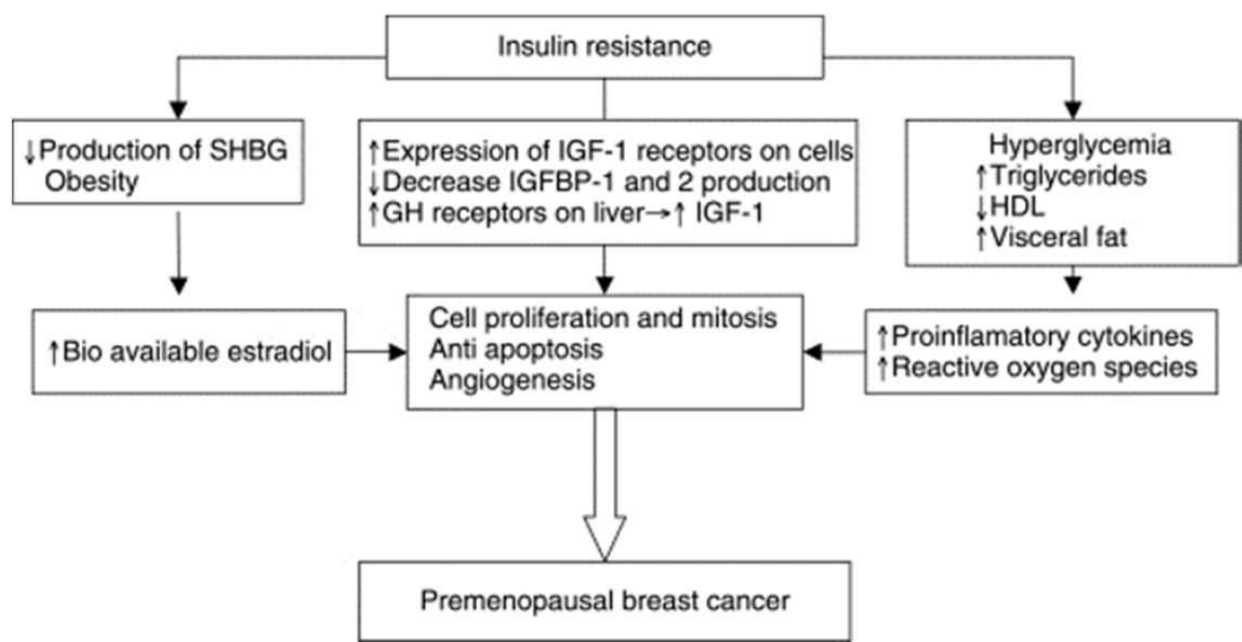 Insulin resistance
↓Production of SHBG
Obesity
↑Expression of IGF-1 receptors on cells
↓Decrease IGFBP-1 and 2 production
↑GH receptors on liver→↑ IGF-1
Hyperglycemia
↑Triglycerides
↓HDL
↑Visceral fat
↑Bio available estradiol
Cell proliferation and mitosis
Anti apoptosis
Angiogenesis
↑Proinflamatory cytokines
↑Reactive oxygen species
Premenopausal breast cancer